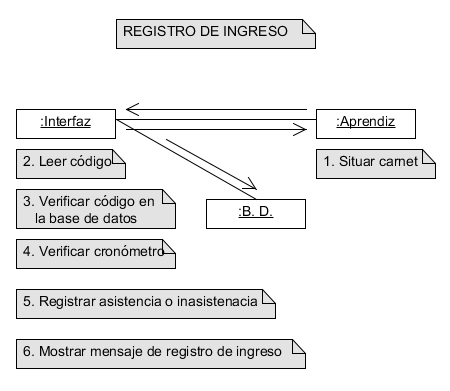 REGISTRO DE INGRESO
:Interfaz
:Aprendiz
2. Leer código
1. Situar carnet
3. Verificar código en
la base de datos
:B. D.
4. Verificar cronómetro
5. Registrar asistencia o inasistenacia
6. Mostrar mensaje de registro de ingreso